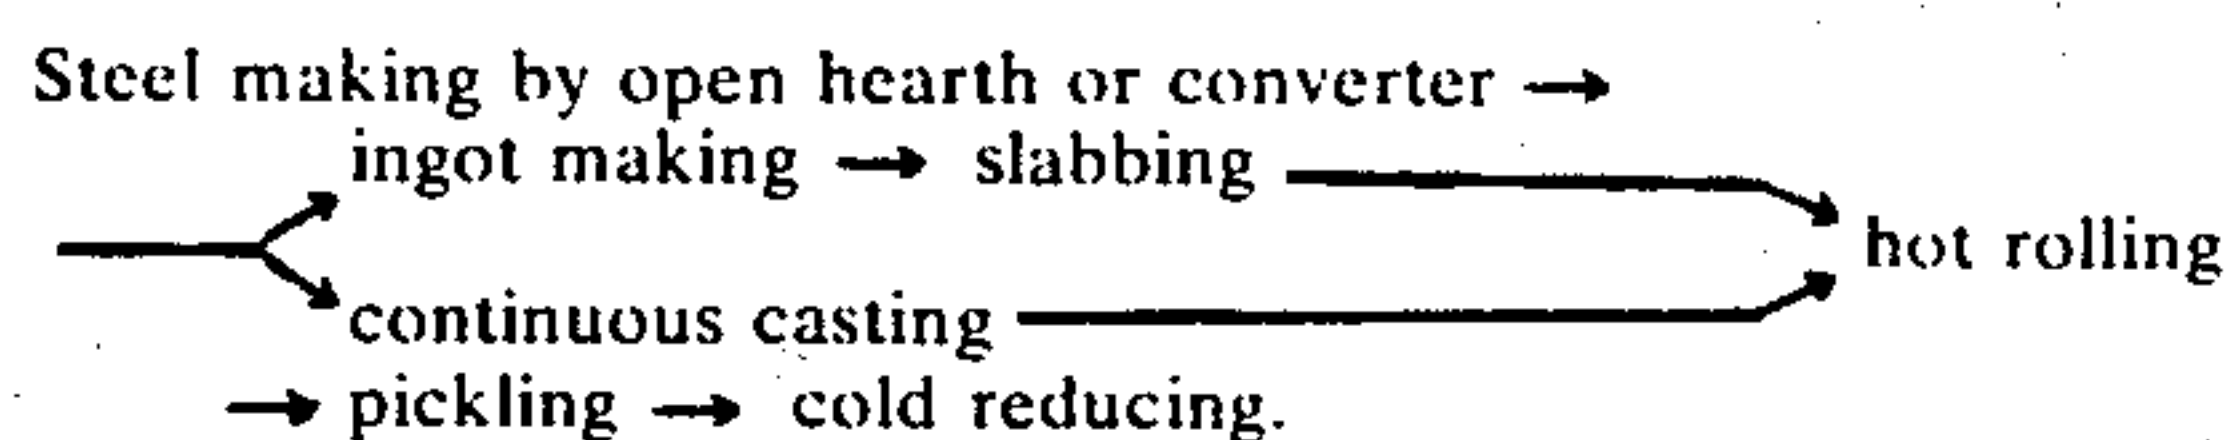 Steel making by open hearth or converter →
ingot making → slabbing
hot rolling
continuous casting
→ pickling → cold reducing.